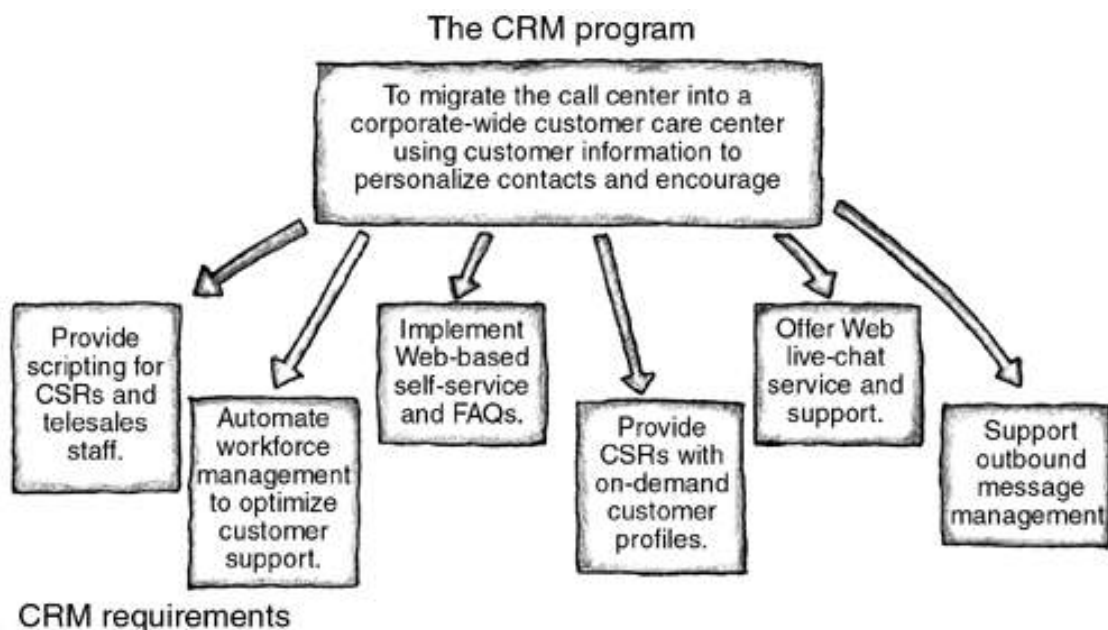 The CRM program
To migrate the call center into a
corporate-wide customer care center
using customer information to
personalize contacts and encourage
Provide
scripting for
CSRs and
telesales
staff.
Automate
workforce
management
to optimize
customer
support.
Implement
Web-based
self-service
and FAQs.
Provide
CSRs with
on-demand
customer
profiles.
Offer Web
live-chat
service and
support.
Support
outbound
message
management
CRM requirements